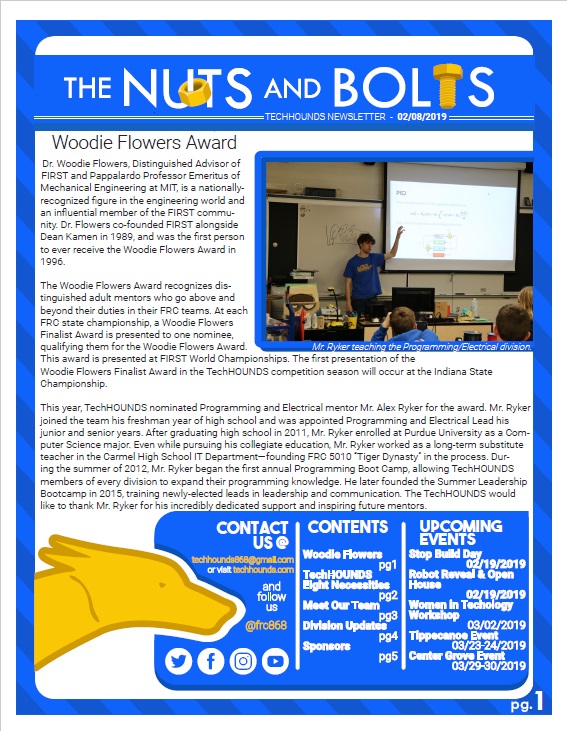 THE NUTS AND BOLTS
TECHHOUNDS NEWSLETTER - 02/08/2019
Woodie Flowers Award
Dr. Woodie Flowers, Distinguished Advisor of
FIRST and Pappalardo Professor Emeritus of
Mechanical Engineering at MIT, is a nationally-
recognized figure in the engineering world and
an influential member of the FIRST commu-
nity. Dr. Flowers co-founded FIRST alongside
Dean Kamen in 1989, and was the first person
to ever receive the Woodie Flowers Award in
1996.
The Woodie Flowers Award recognizes dis-
tinguished adult mentors who go above and
beyond their duties in their FRC teams. At each
FRC state championship, a Woodie Flowers
Finalist Award is presented to one nominee,
qualifying them for the Woodie Flowers Award.
This award is presented at FIRST World Championships. The first presentation of the
Woodie Flowers Finalist Award in the TechHOUNDS competition season will occur at the Indiana State
Championship.
PID
Mr. Ryker teaching the Programming/Electrical division.
This year, TechHOUNDS nominated Programming and Electrical mentor Mr. Alex Ryker for the award. Mr. Ryker
joined the team his freshman year of high school and was appointed Programming and Electrical Lead his
junior and senior years. After graduating high school in 2011, Mr. Ryker enrolled at Purdue University as a Com-
puter Science major. Even while pursuing his collegiate education, Mr. Ryker worked as a long-term substitute
teacher in the Carmel High School IT Department—founding FRC 5010 "Tiger Dynasty" in the process. Dur-
ing the summer of 2012, Mr. Ryker began the first annual Programming Boot Camp, allowing TechHOUNDS
members of every division to expand their programming knowledge. He later founded the Summer Leadership
Bootcamp in 2015, training newly-elected leads in leadership and communication. The TechHOUNDS would
like to thank Mr. Ryker for his incredibly dedicated support and inspiring future mentors.
CONTACT
US @
techhounds868@gmail.com
or visit techhounds.com
and
follow
us
@frc868
CONTENTS
Woodie Flowers
pg1
TechHOUNDS
Eight Necessities
pg2
Meet Our Team
pg3
Division Updates
pg4
Sponsors
pg5
UPCOMING
EVENTS
Stop Build Day
02/19/2019
Robot Reveal & Open
House
02/19/2019
Women in Techology
Workshop
03/02/2019
Tippecanoe Event
03/23-24/2019
Center Grove Event
03/29-30/2019
pg.1